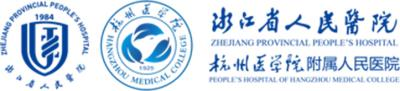 ZHEJIANG PROVINCIAL PEOPLE'S HOSPITAL
1984
浙江省人民医院
杭州医学院
1925
HANGZHOU MEDICAL COLLEGE
浙江省人民醫院
ZHEJIANG PROVINCIAL PEOPLE'S HOSPITAL
杭州医学院附属人民医院
PEOPLE'S HOSPITAL OF HANGZHOU MEDICAL COLLEGE